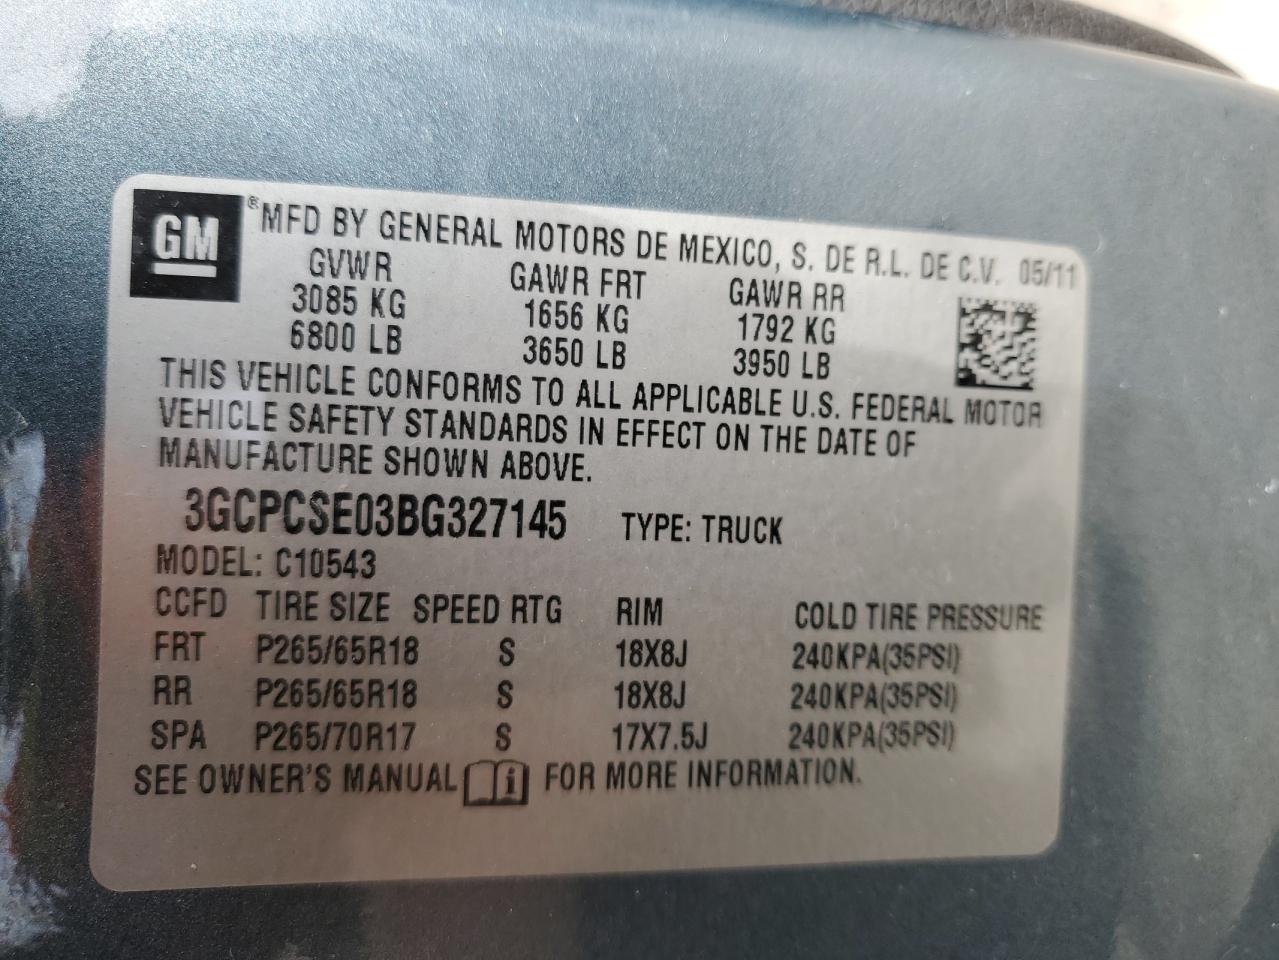 GM ® MFD BY GENERAL MOTORS DE MEXICO, S. DE R.L. DE C.V. 05/11
GVWR GAWR FRT GAWR RR
3085 KG 1656 KG 1792 KG
6800 LB 3650 LB 3950 LB
THIS VEHICLE CONFORMS TO ALL APPLICABLE U.S. FEDERAL MOTOR
VEHICLE SAFETY STANDARDS IN EFFECT ON THE DATE OF
MANUFACTURE SHOWN ABOVE.
3GCPCSE03BG327145 TYPE: TRUCK
MODEL: C10543
CCFD TIRE SIZE SPEED RTG RIM COLD TIRE PRESSURE
FRT P265/65R18 S 18X8J 240KPA(35PSI)
RR P265/65R18 S 18X8J 240KPA(35PSI)
SPA P265/70R17 S 17X7.5J 240KPA(35PSI)
SEE OWNER'S MANUAL i FOR MORE INFORMATION.